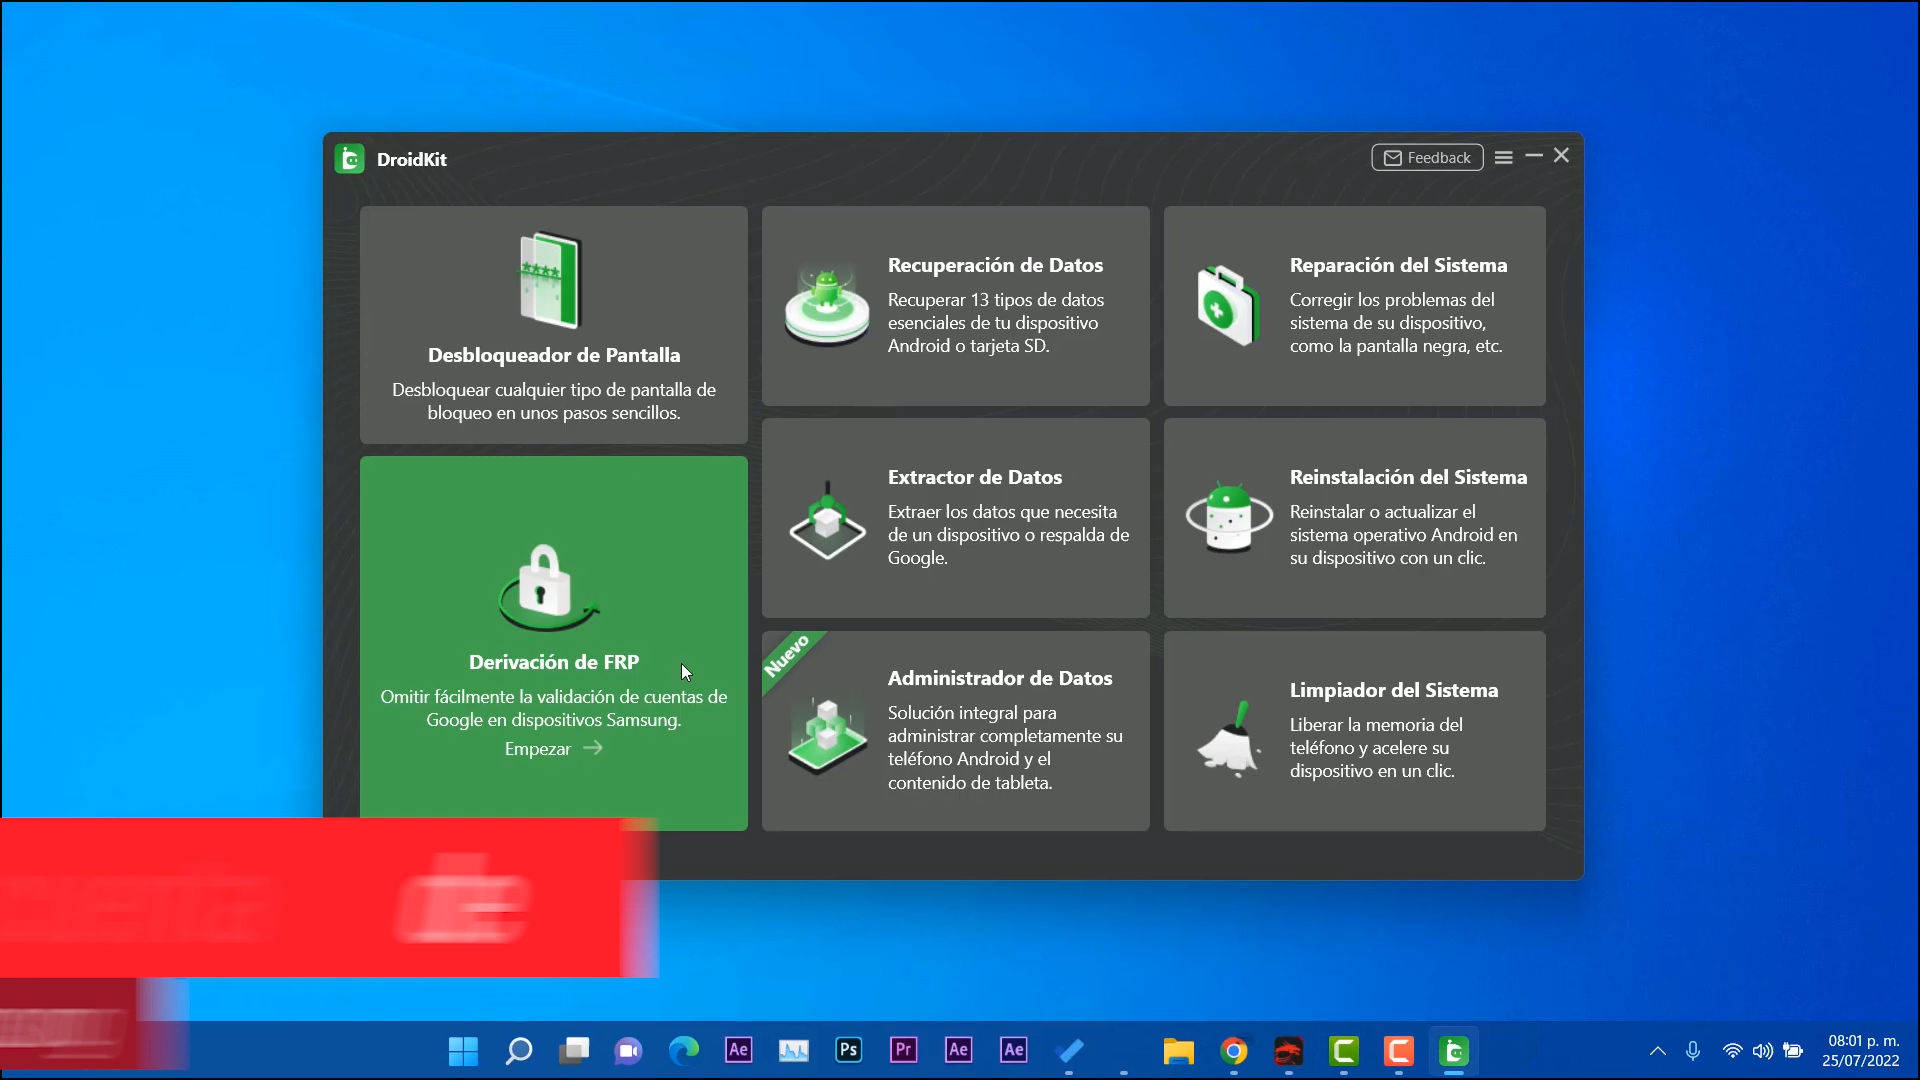 DroidKit
Feedback
Desbloqueador de Pantalla
Desbloquear cualquier tipo de pantalla de
bloqueo en unos pasos sencillos.
Derivación de FRP
Omitir fácilmente la validación de cuentas de
Google en dispositivos Samsung.
Empezar
Recuperación de Datos
Recuperar 13 tipos de datos
esenciales de tu dispositivo
Android o tarjeta SD.
Extractor de Datos
Extraer los datos que necesita
de un dispositivo o respalda de
Google.
Nuevo
Administrador de Datos
Solución integral para
administrar completamente su
teléfono Android y el
contenido de tableta.
Reparación del Sistema
Corregir los problemas del
sistema de su dispositivo,
como la pantalla negra, etc.
Reinstalación del Sistema
Reinstalar o actualizar el
sistema operativo Android en
su dispositivo con un clic.
Limpiador del Sistema
Liberar la memoria del
teléfono y acelere su
dispositivo en un clic.
Ae
Ps
Pr
Ae
Ae
08:01 p. m.
25/07/2022